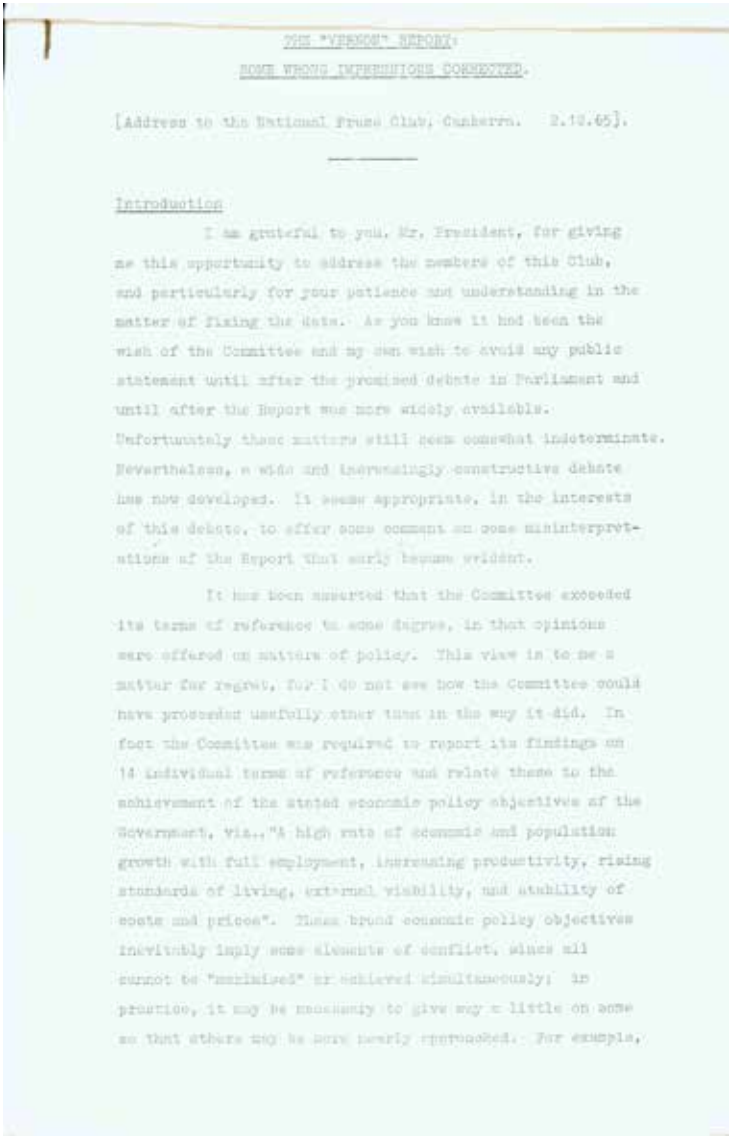 THE "VERNON" REPORT:
SOME WRONG IMPRESSIONS CORRECTED.
[Address to the National Press Club, Canberra. 2.12.65].
Introduction
I am grateful to you, Mr. President, for giving
me this opportunity to address the members of this Club,
and particularly for your patience and understanding in the
matter of fixing the date. As you know it had been the
wish of the Committee and my own wish to avoid any public
statement until after the promised debate in Parliament and
until after the Report was more widely available.
Unfortunately these matters still seem somewhat indeterminate.
Nevertheless, a wide and increasingly constructive debate
has now developed. It seems appropriate, in the interests
of this debate, to offer some comment on some misinterpret-
ations of the Report that early became evident.
It has been asserted that the Committee exceeded
its terms of reference to some degree, in that opinions
were offered on matters of policy. This view is to me a
matter for regret, for I do not see how the Committee could
have proceeded usefully other than in the way it did. In
fact the Committee was required to report its findings on
14 individual terms of reference and relate these to the
achievement of the stated economic policy objectives of the
Government, viz., "A high rate of economic and population
growth with full employment, increasing productivity, rising
standards of living, external viability, and stability of
costs and prices". These broad economic policy objectives
inevitably imply some elements of conflict, since all
cannot be "maximised" or achieved simultaneously; in
practice, it may be necessary to give way a little on some
so that others may be more nearly approached. For example,